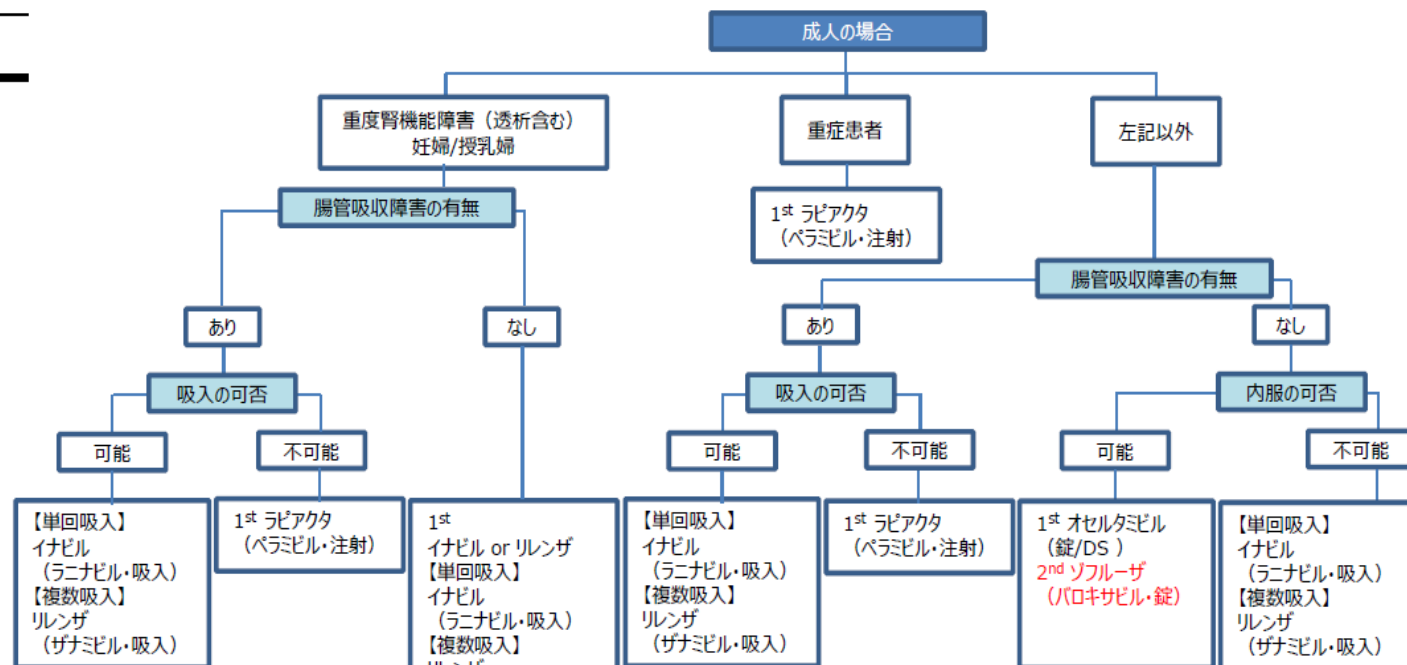 成人の場合
重度腎機能障害（透析含む）
妊婦/授乳婦
重症患者
左記以外
腸管吸収障害の有無
1st ラピアクタ
（ペラミビル・注射）
腸管吸収障害の有無
あり
なし
あり
なし
吸入の可否
吸入の可否
内服の可否
可能
不可能
可能
不可能
可能
不可能
【単回吸入】
イナビル
（ラニナビル・吸入）
【複数吸入】
リレンザ
（ザナミビル・吸入）
1st ラピアクタ
（ペラミビル・注射）
1st
イナビル or リレンザ
【単回吸入】
イナビル
（ラニナビル・吸入）
【複数吸入】
【単回吸入】
イナビル
（ラニナビル・吸入）
【複数吸入】
リレンザ
（ザナミビル・吸入）
1st ラピアクタ
（ペラミビル・注射）
1st オセルタミビル
（錠/DS ）
2nd ゾフルーザ
（バロキサビル・錠）
【単回吸入】
イナビル
（ラニナビル・吸入）
【複数吸入】
リレンザ
（ザナミビル・吸入）